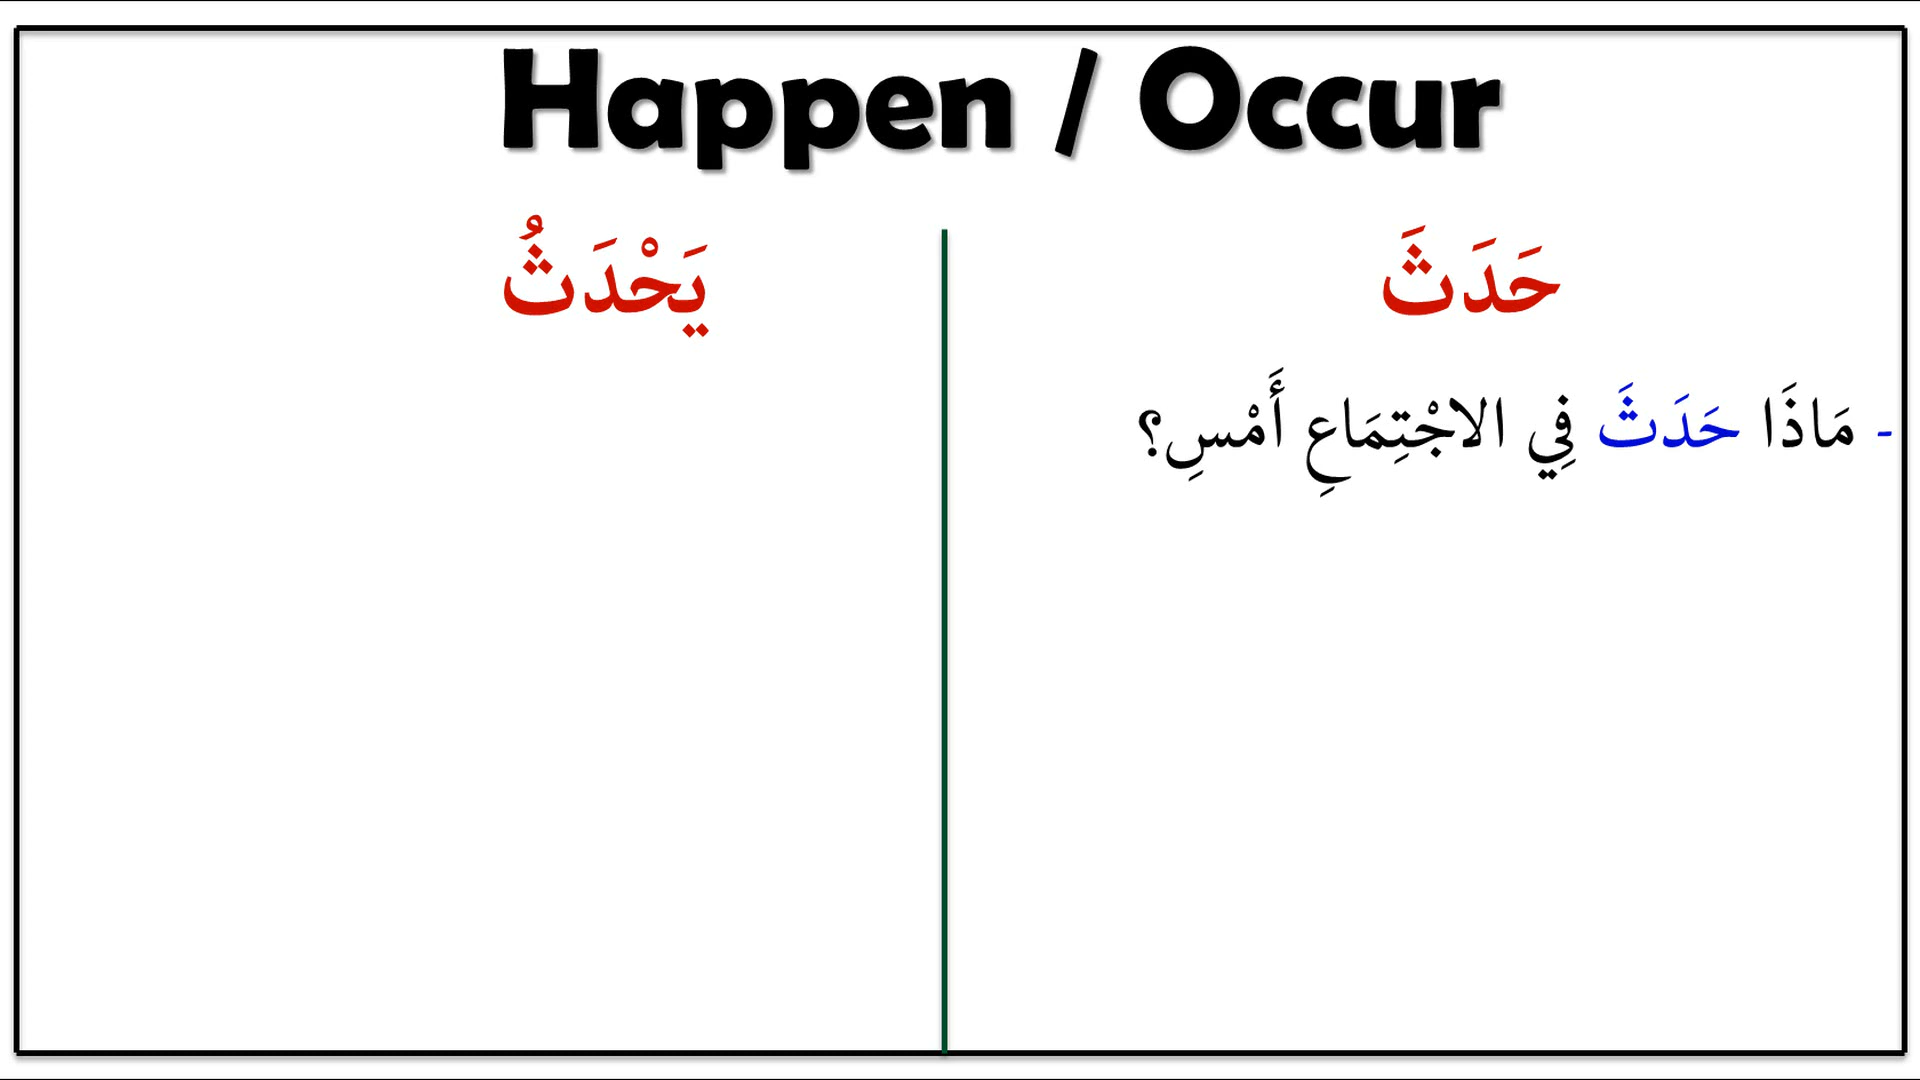 Happen / Occur
حَدَثَ
يَحْدَثُ
- مَاذَا حَدَثَ فِي الاجْتِمَاعِ أَمْسِ؟